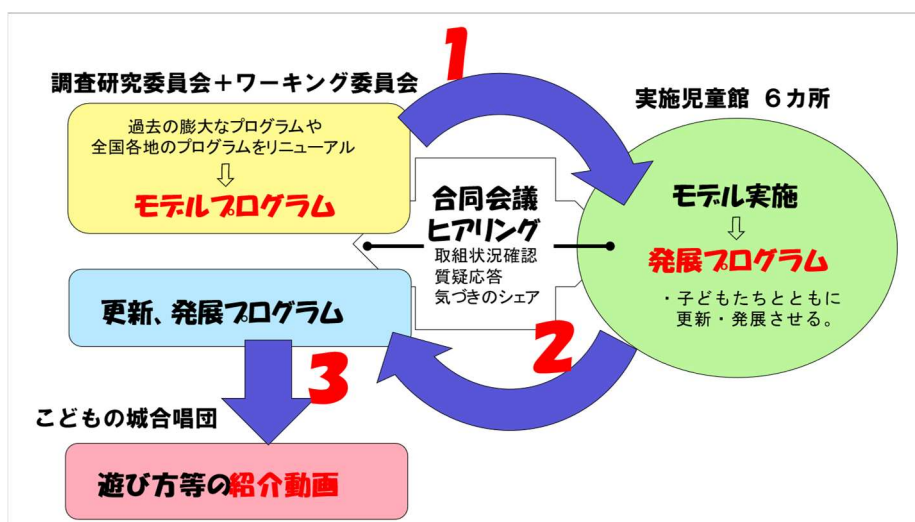 1
調査研究委員会＋ワーキング委員会
過去の膨大なプログラムや
全国各地のプログラムをリニューアル
⇩
モデルプログラム
実施児童館 6カ所
モデル実施
⇩
発展プログラム
・子どもたちとともに
更新・発展させる。
合同会議
ヒアリング
取組状況確認
質疑応答
気づきのシェア
2
更新、発展プログラム
3
こどもの城合唱団
遊び方等の紹介動画